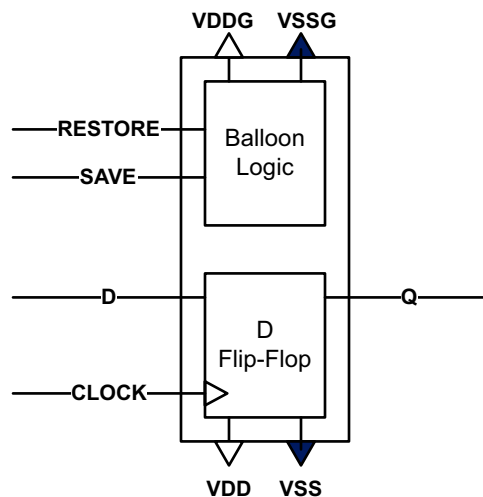 VDDG VSSG
RESTORE
Balloon
Logic
SAVE
D
Q
D
Flip-Flop
CLOCK
VDD VSS